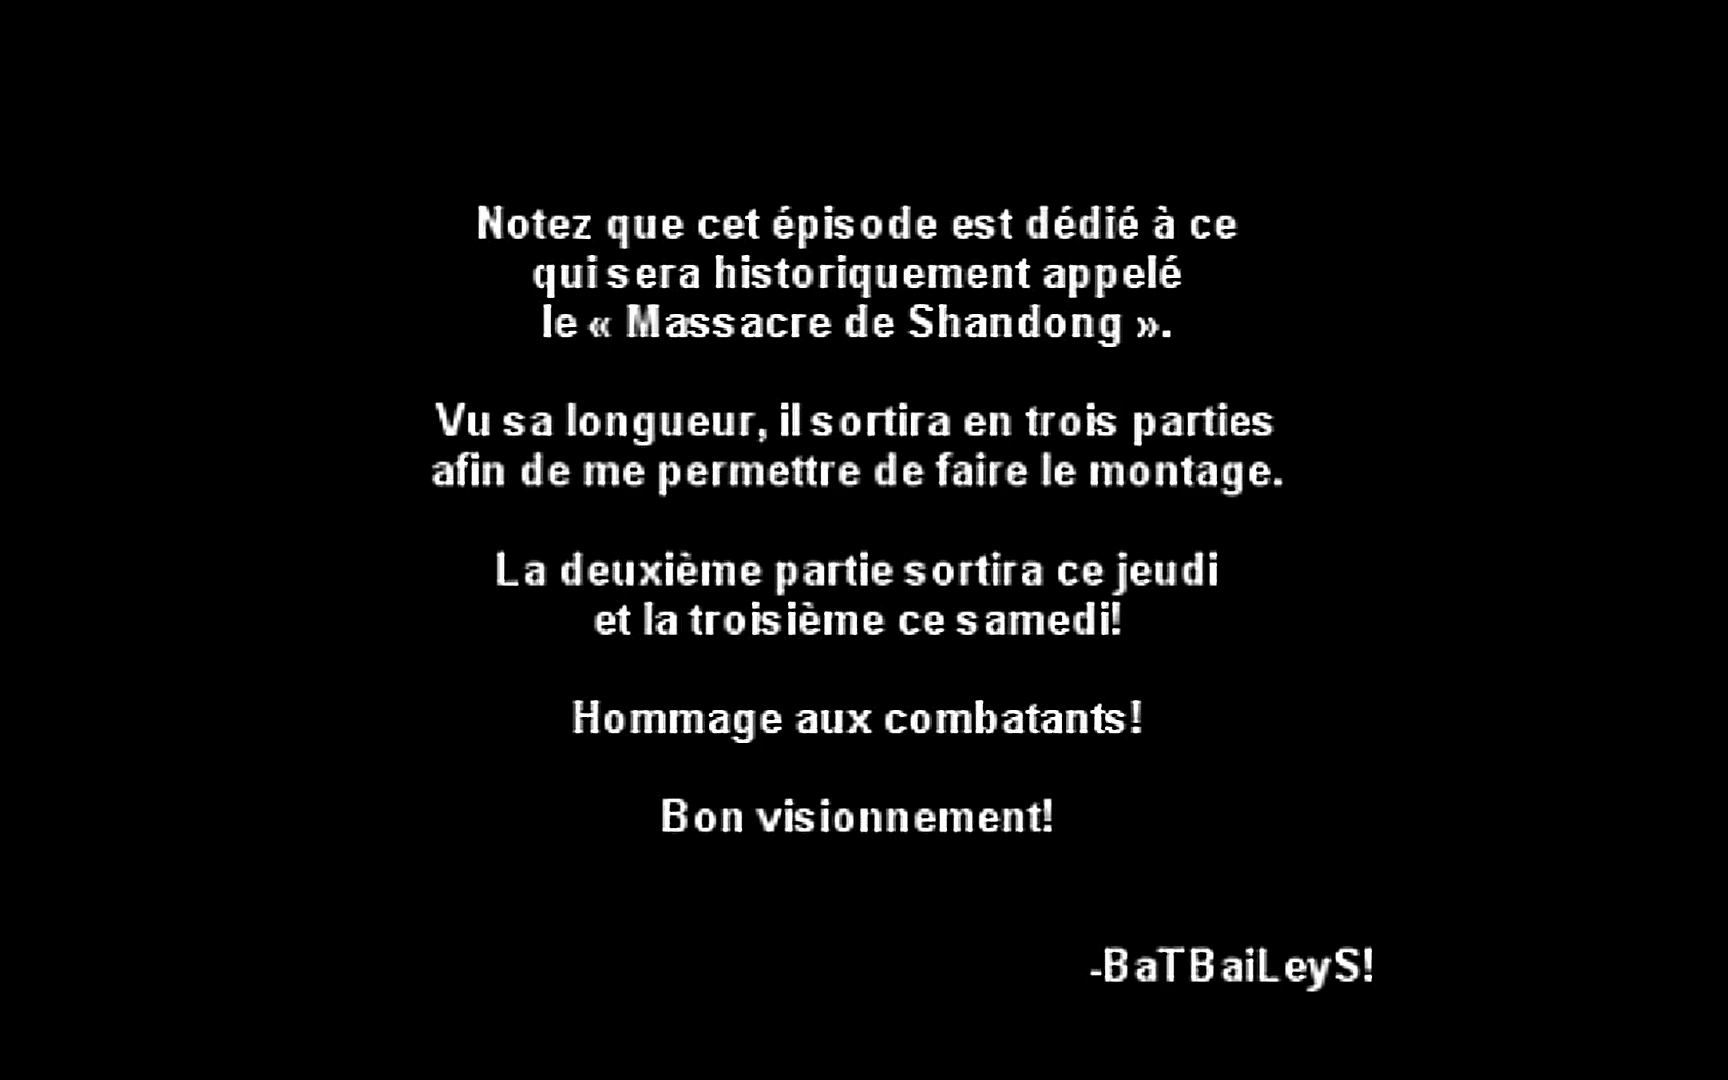 Notez que cet épisode est dédié à ce
qui sera historiquement appelé
le « Massacre de Shandong ».
Vu sa longueur, il sortira en trois parties
afin de me permettre de faire le montage.
La deuxième partie sortira ce jeudi
et la troisième ce samedi!
Hommage aux combatants!
Bon visionnement!
-BaTBaiLeyS!